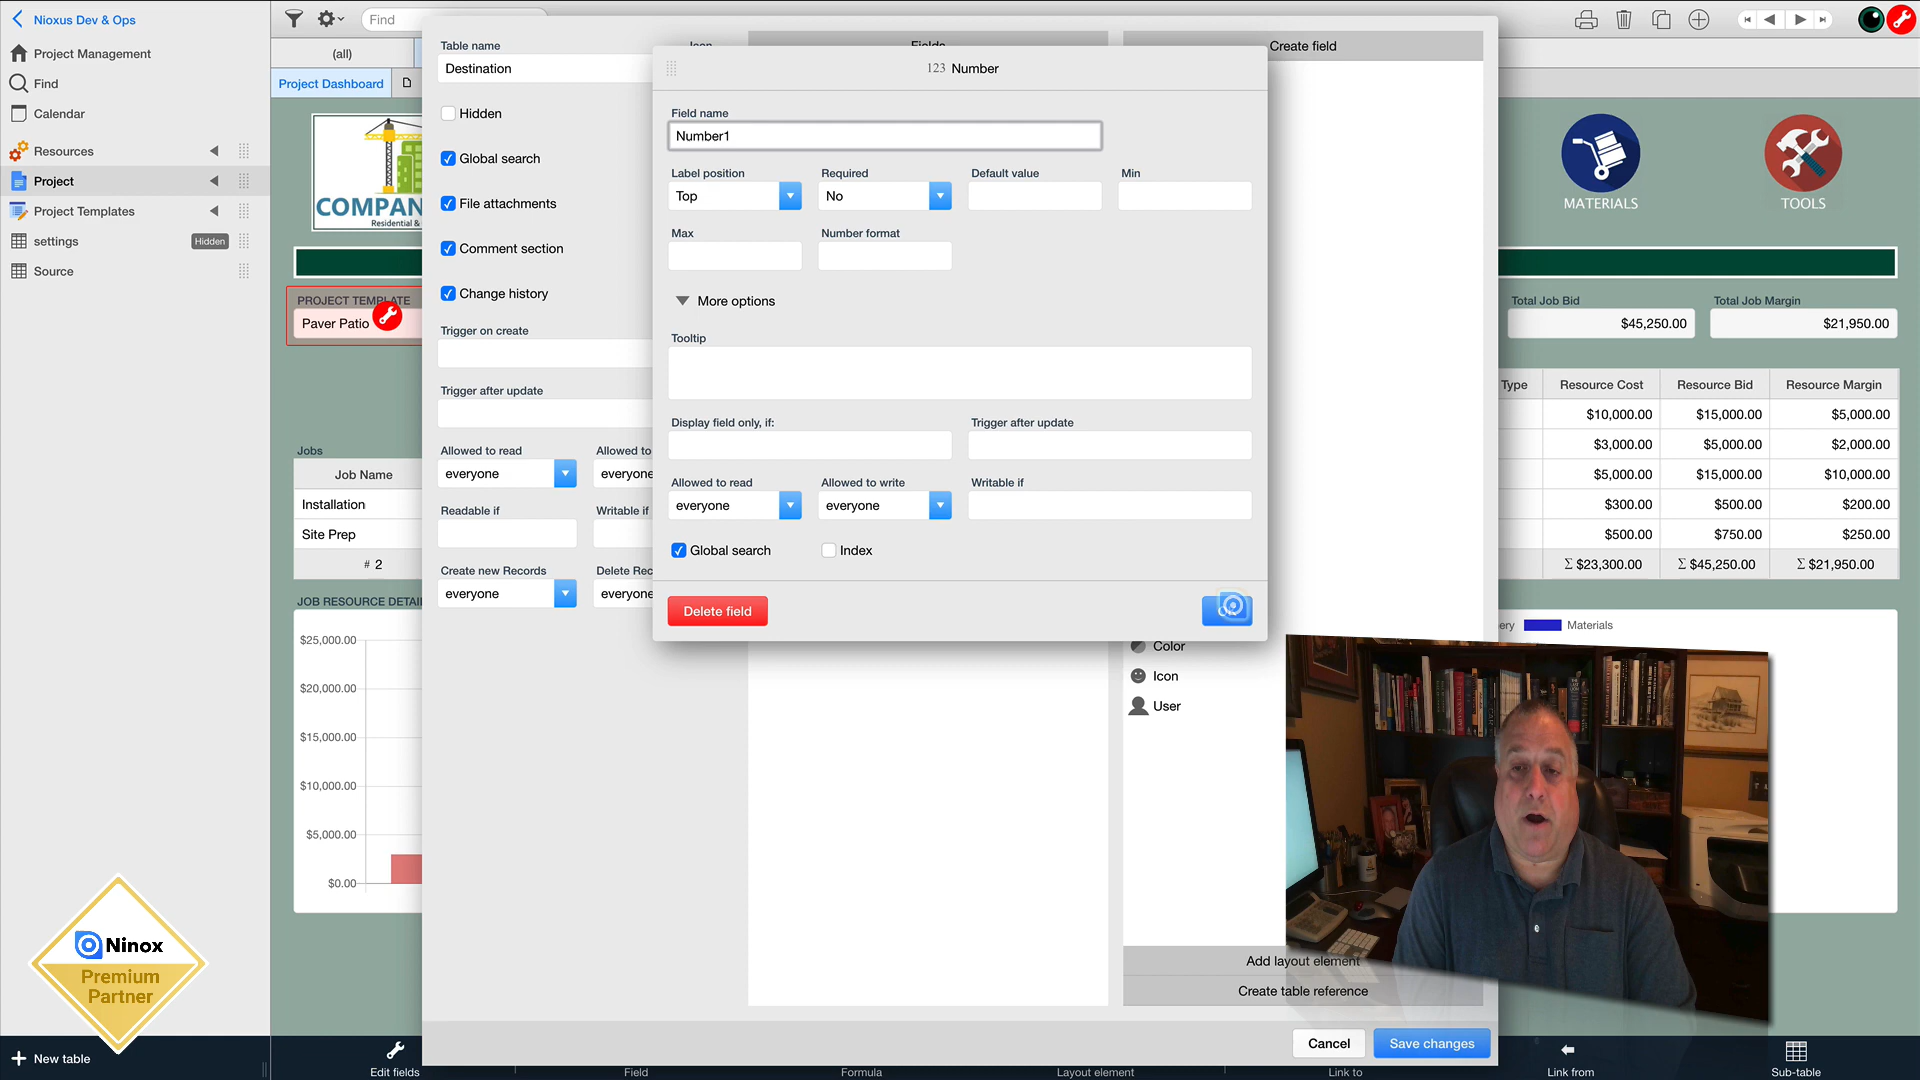 Nioxus Dev & Ops
Project Management
Find
Calendar
Resources
Project
Project Templates
settings
Hidden
Source
New table
Ninox
Premium
Partner
Find
(all)
Project Dashboard
COMPAN
Residential &
PROJECT TEMPLATE
Paver Patio
Jobs
Job Name
Installation
Site Prep
# 2
JOB RESOURCE DETAI
$25,000.00
$20,000.00
$15,000.00
$10,000.00
$5,000.00
$0.00
Table name
Icon
Destination
Hidden
Global search
File attachments
Comment section
Change history
Trigger on create
Trigger after update
Allowed to read
Allowed to
everyone
everyone
Readable if
Writable if
Create new Records
Delete Rec
everyone
everyone
Fields
Create field
123 Number
Field name
Number1
Label position
Required
Default value
Min
Top
No
Max
Number format
More options
Tooltip
Display field only, if:
Trigger after update
Allowed to read
Allowed to write
Writable if
everyone
everyone
Global search
Index
Delete field
Color
Icon
User
Add layout element
Create table reference
Cancel
Save changes
MATERIALS
TOOLS
Total Job Bid
Total Job Margin
$45,250.00
$21,950.00
Type
Resource Cost
Resource Bid
Resource Margin
$10,000.00
$15,000.00
$5,000.00
$3,000.00
$5,000.00
$2,000.00
$5,000.00
$15,000.00
$10,000.00
$300.00
$500.00
$200.00
$500.00
$750.00
$250.00
Σ $23,300.00
Σ $45,250.00
Σ $21,950.00
ery
Materials
Edit fields
Field
Formula
Layout element
Link to
Link from
Sub-table